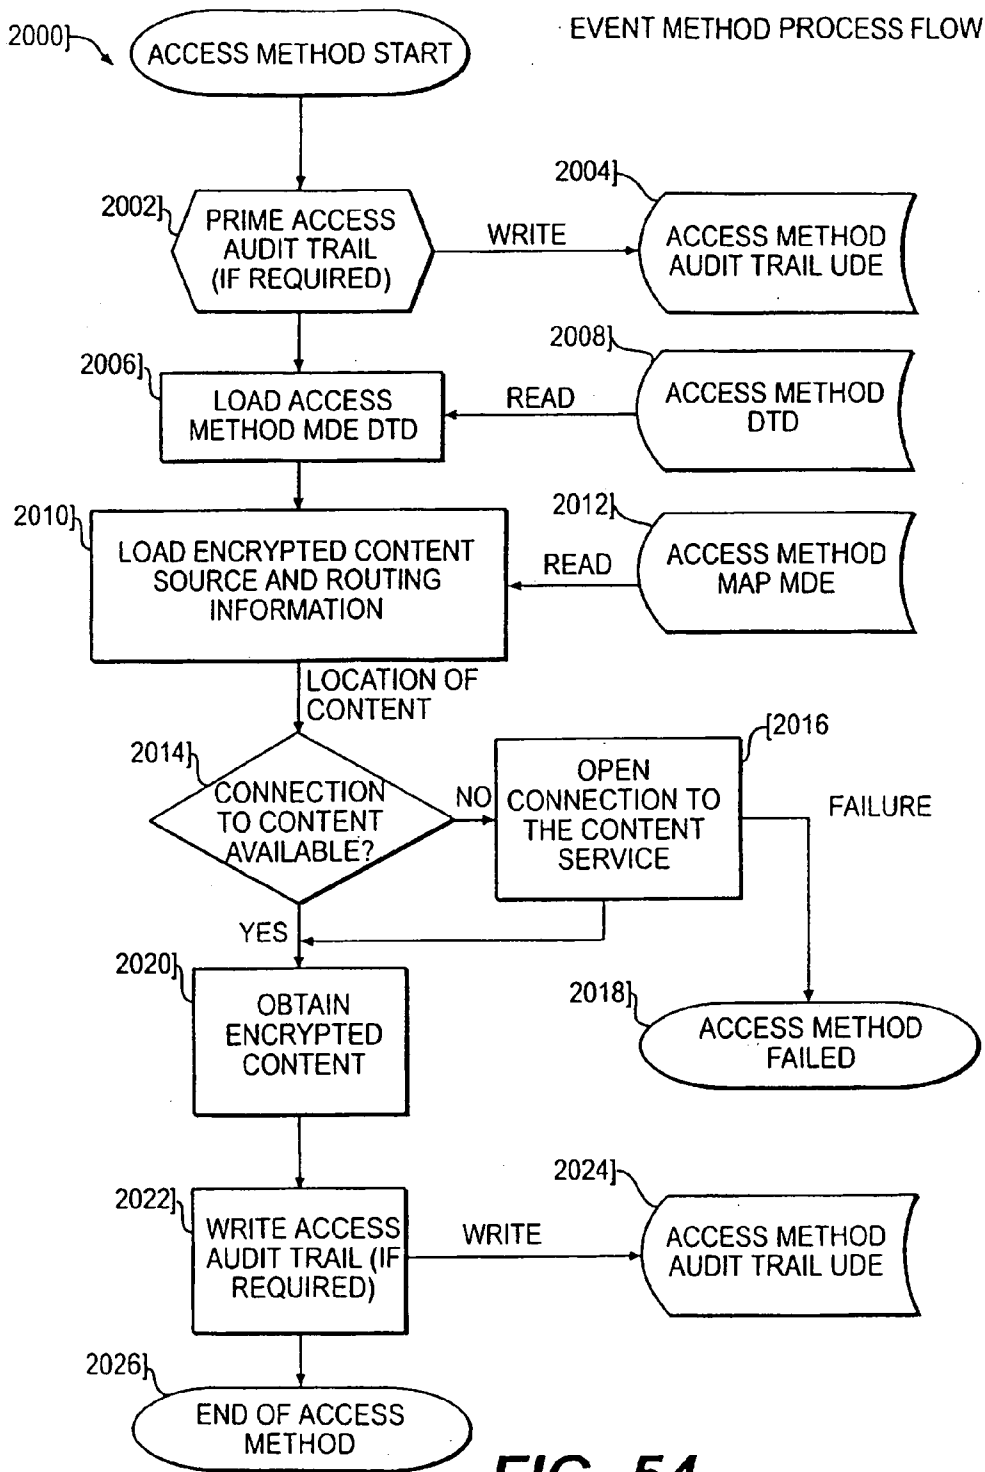 2000]
ACCESS METHOD START
EVENT METHOD PROCESS FLOW
2002]
PRIME ACCESS
AUDIT TRAIL
(IF REQUIRED)
WRITE
2004]
ACCESS METHOD
AUDIT TRAIL UDE
2006]
LOAD ACCESS
METHOD MDE DTD
READ
2008]
ACCESS METHOD
DTD
2010]
LOAD ENCRYPTED CONTENT
SOURCE AND ROUTING
INFORMATION
READ
2012]
ACCESS METHOD
MAP MDE
LOCATION OF
CONTENT
2014]
CONNECTION
TO CONTENT
AVAILABLE?
NO
[2016
OPEN
CONNECTION TO
THE CONTENT
SERVICE
FAILURE
YES
2018]
ACCESS METHOD
FAILED
2020]
OBTAIN
ENCRYPTED
CONTENT
2022]
WRITE ACCESS
AUDIT TRAIL (IF
REQUIRED)
WRITE
2024]
ACCESS METHOD
AUDIT TRAIL UDE
2026]
END OF ACCESS
METHOD
FIG. 54